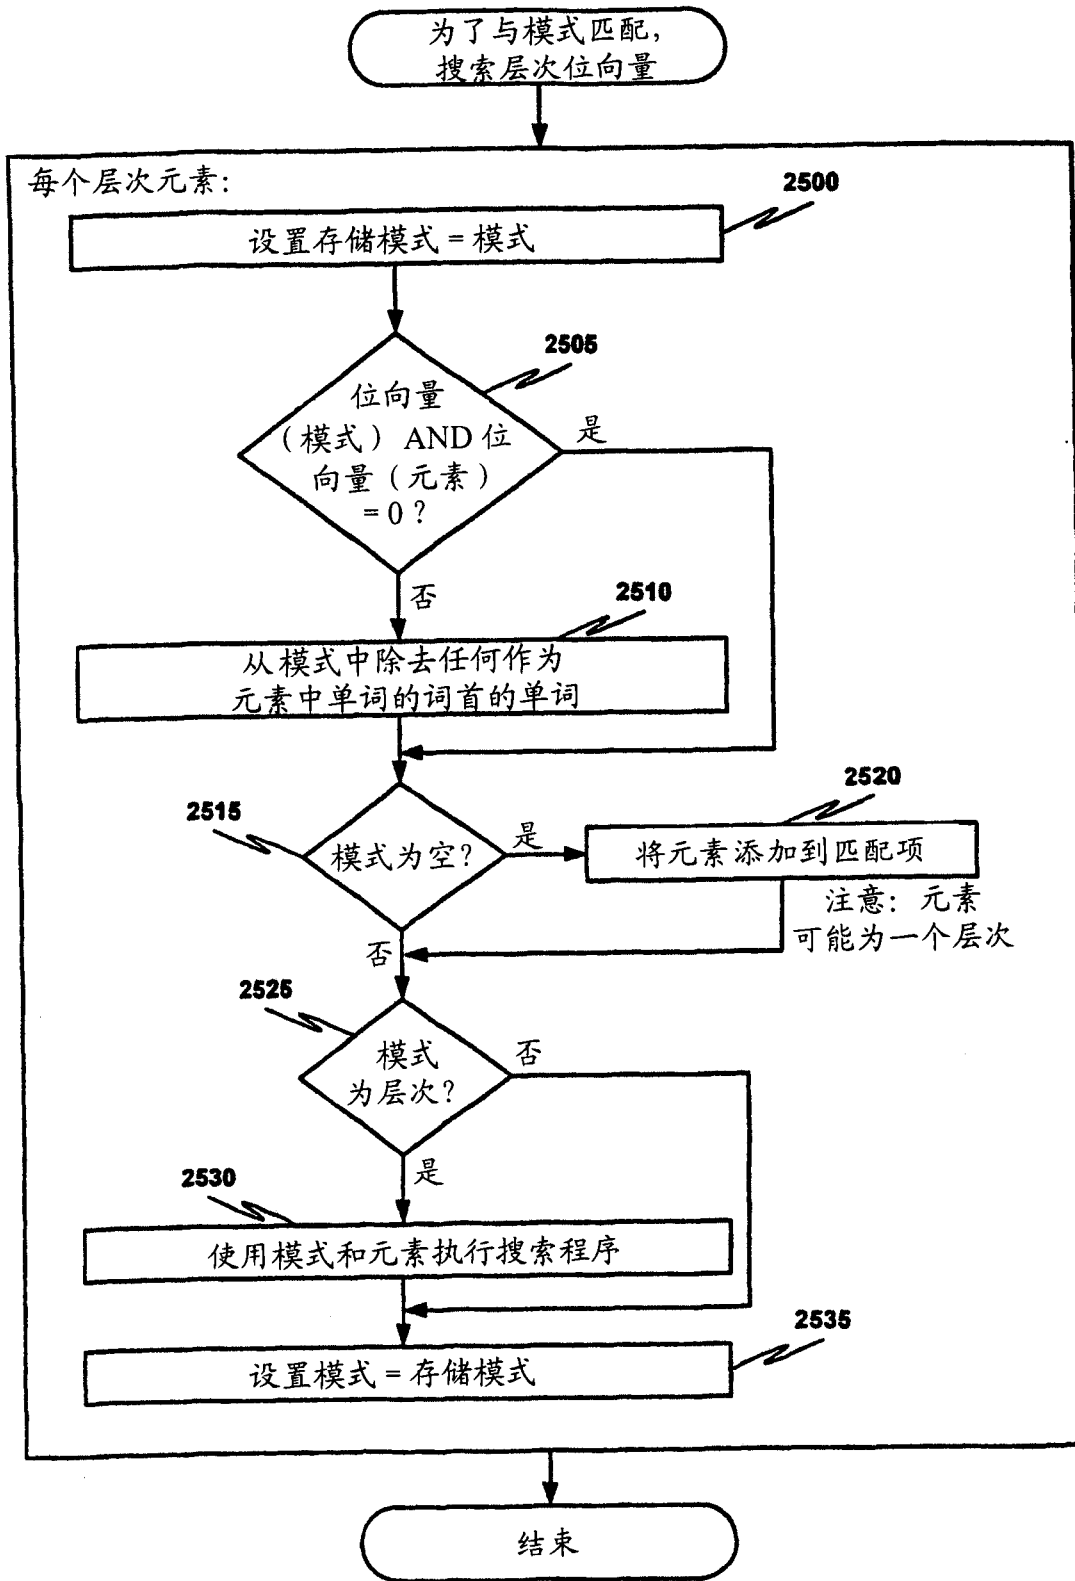 为了与模式匹配，
搜索层次位向量
每个层次元素：
2500
设置存储模式 = 模式
2505
位向量
（模式） AND 位
向量（元素）
= 0 ?
是
否
2510
从模式中除去任何作为
元素中单词的词首的单词
2515
模式为空?
是
2520
将元素添加到匹配项
注意：元素
可能为一个层次
否
2525
模式
为层次?
否
是
2530
使用模式和元素执行搜索程序
2535
设置模式 = 存储模式
结束